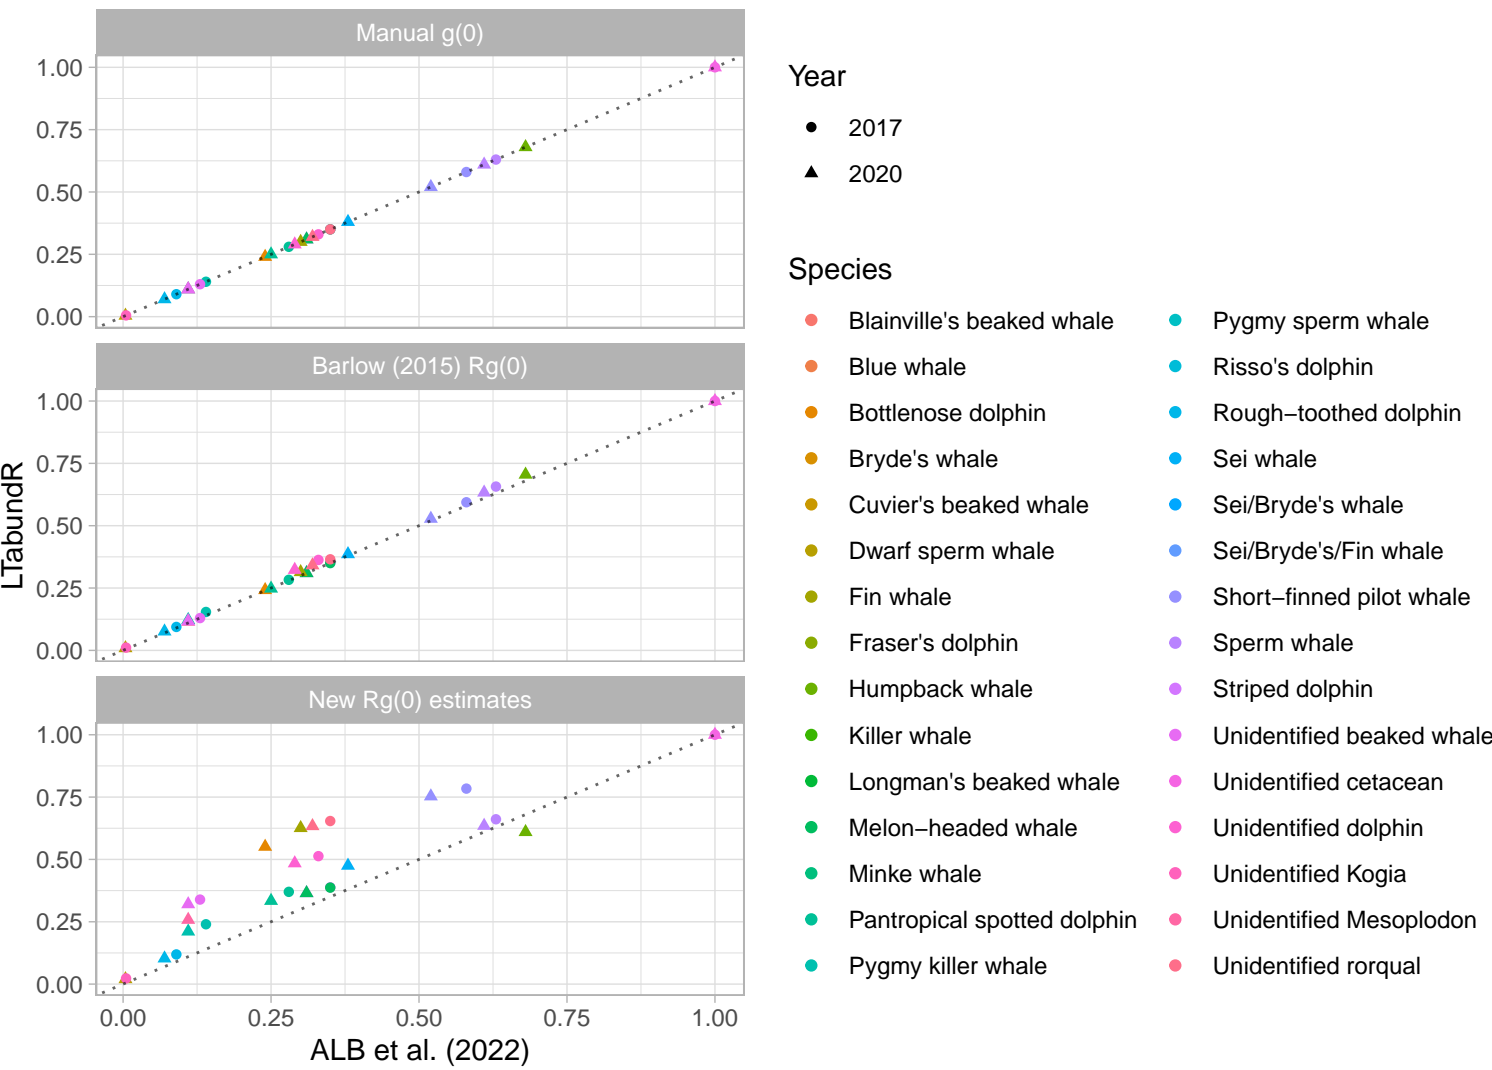 Manual g(0)
1.00
0.75
0.50
0.25
0.00
Barlow (2015) Rg(0)
1.00
0.75
0.50
0.25
0.00
New Rg(0) estimates
1.00
0.75
0.50
0.25
0.00
0.00 0.25 0.50 0.75 1.00
ALB et al. (2022)
LTabundR
Year
2017
2020
Species
Blainville's beaked whale
Blue whale
Bottlenose dolphin
Bryde's whale
Cuvier's beaked whale
Dwarf sperm whale
Fin whale
Fraser's dolphin
Humpback whale
Killer whale
Longman's beaked whale
Melon−headed whale
Minke whale
Pantropical spotted dolphin
Pygmy killer whale
Pygmy sperm whale
Risso's dolphin
Rough−toothed dolphin
Sei whale
Sei/Bryde's whale
Sei/Bryde's/Fin whale
Short−finned pilot whale
Sperm whale
Striped dolphin
Unidentified beaked whale
Unidentified cetacean
Unidentified dolphin
Unidentified Kogia
Unidentified Mesoplodon
Unidentified rorqual